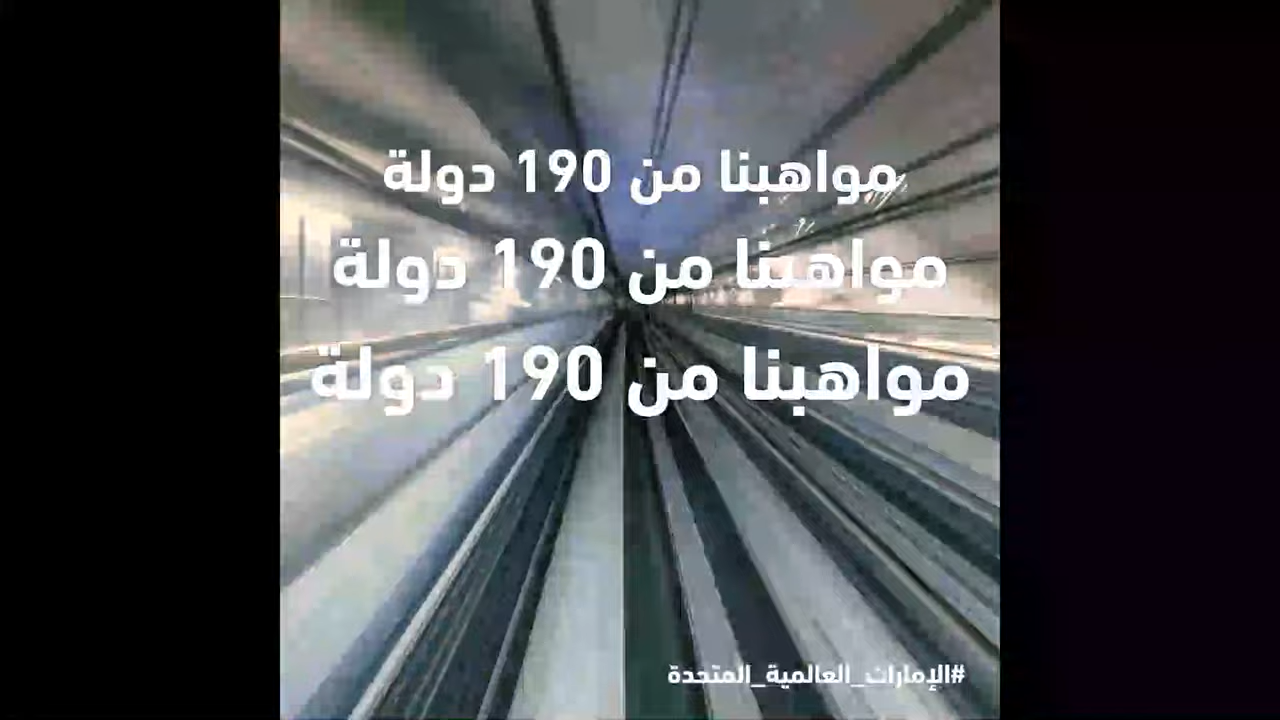 مواهبنا من 190 دولة
مواهبنا من 190 دولة
مواهبنا من 190 دولة
#الإمارات_العالمية_المتحدة